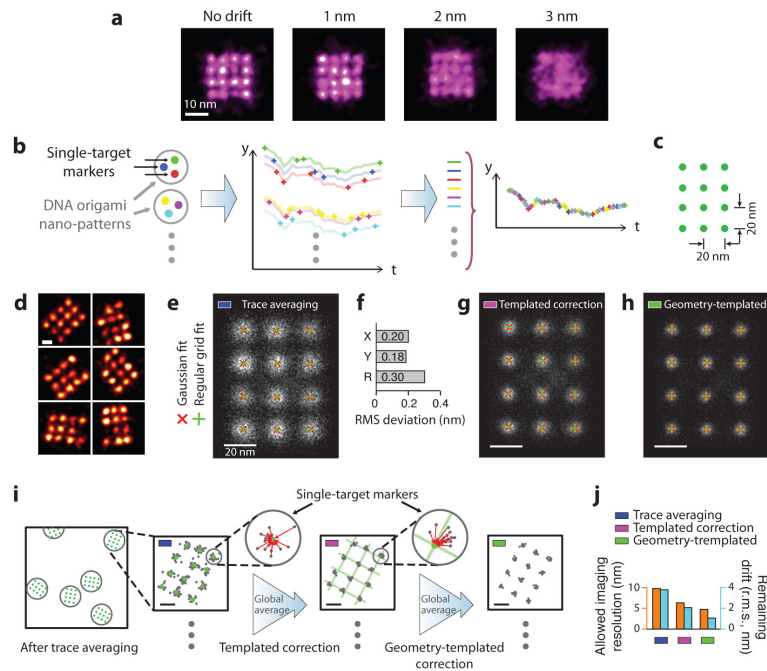 a
No drift 1 nm 2 nm 3 nm
10 nm
b
Single-target
markers
DNA origami
nano-patterns
y
t
y
t
c
20 nm
20 nm
d
e
Trace averaging
Gaussian fit
Regular grid fit
20 nm
f
X 0.20
Y 0.18
R 0.30
0 0.2 0.4
RMS deviation (nm)
g
Templated correction
h
Geometry-templated
i
Single-target markers
Global
average
Global
average
After trace averaging
Templated correction
Geometry-templated
correction
j
Trace averaging
Templated correction
Geometry-tremplated
Allowed imaging
resolution (nm)
10
5
0
4
2
0
Remaining
drift (r.m.s., nm)